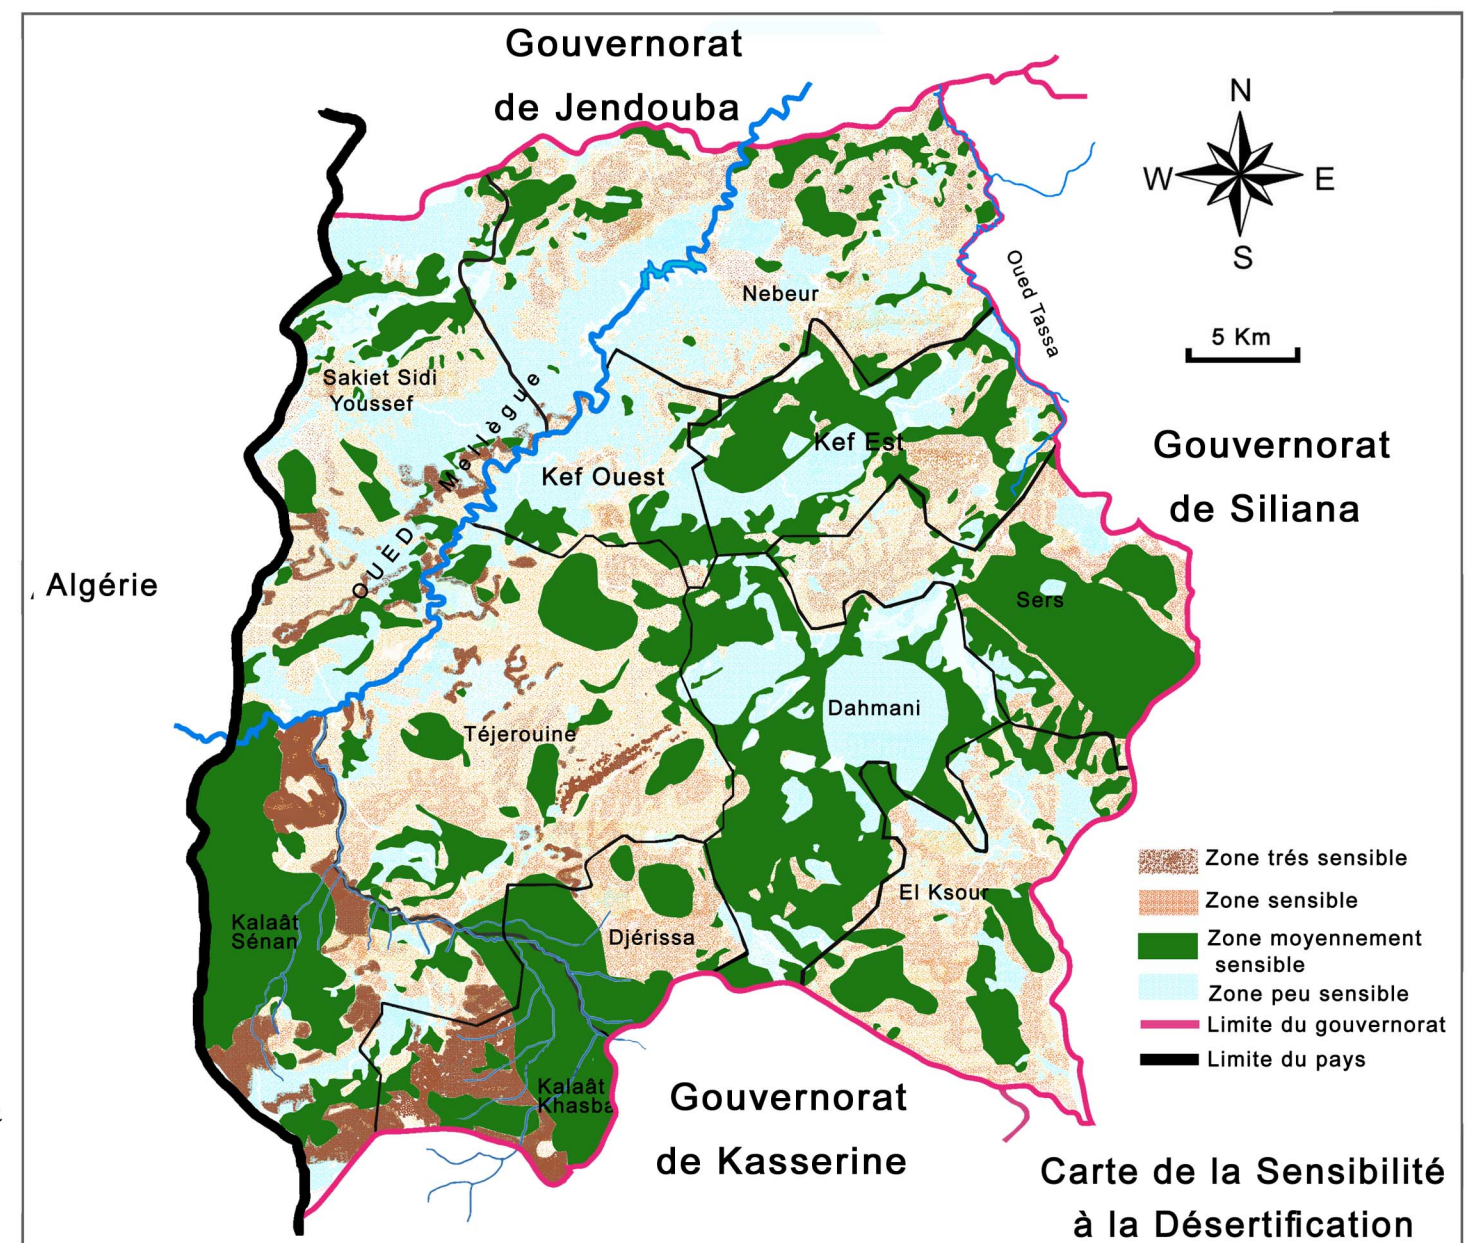 Gouvernorat
de Jendouba
N
W
E
S
Oued Tassa
5 Km
Nebeur
Sakiet Sidi
Youssef
OUED Mellègue
Kef Est
Kef Ouest
Gouvernorat
de Siliana
Algérie
Sers
Dahmani
Téjerouine
Zone trés sensible
Zone sensible
Zone moyennement
sensible
Zone peu sensible
Limite du gouvernorat
Limite du pays
El Ksour
Kalaât
Sénan
Djérissa
Kalaât
Khasba
Gouvernorat
de Kasserine
Carte de la Sensibilité
à la Désertification